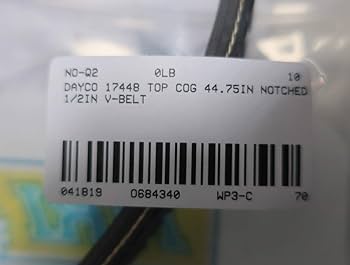 NO-Q2 0LB 10
DAYCO 17448 TOP COG 44.75IN NOTCHED
1/2IN V-BELT
041819 0684340 WP3-C 70